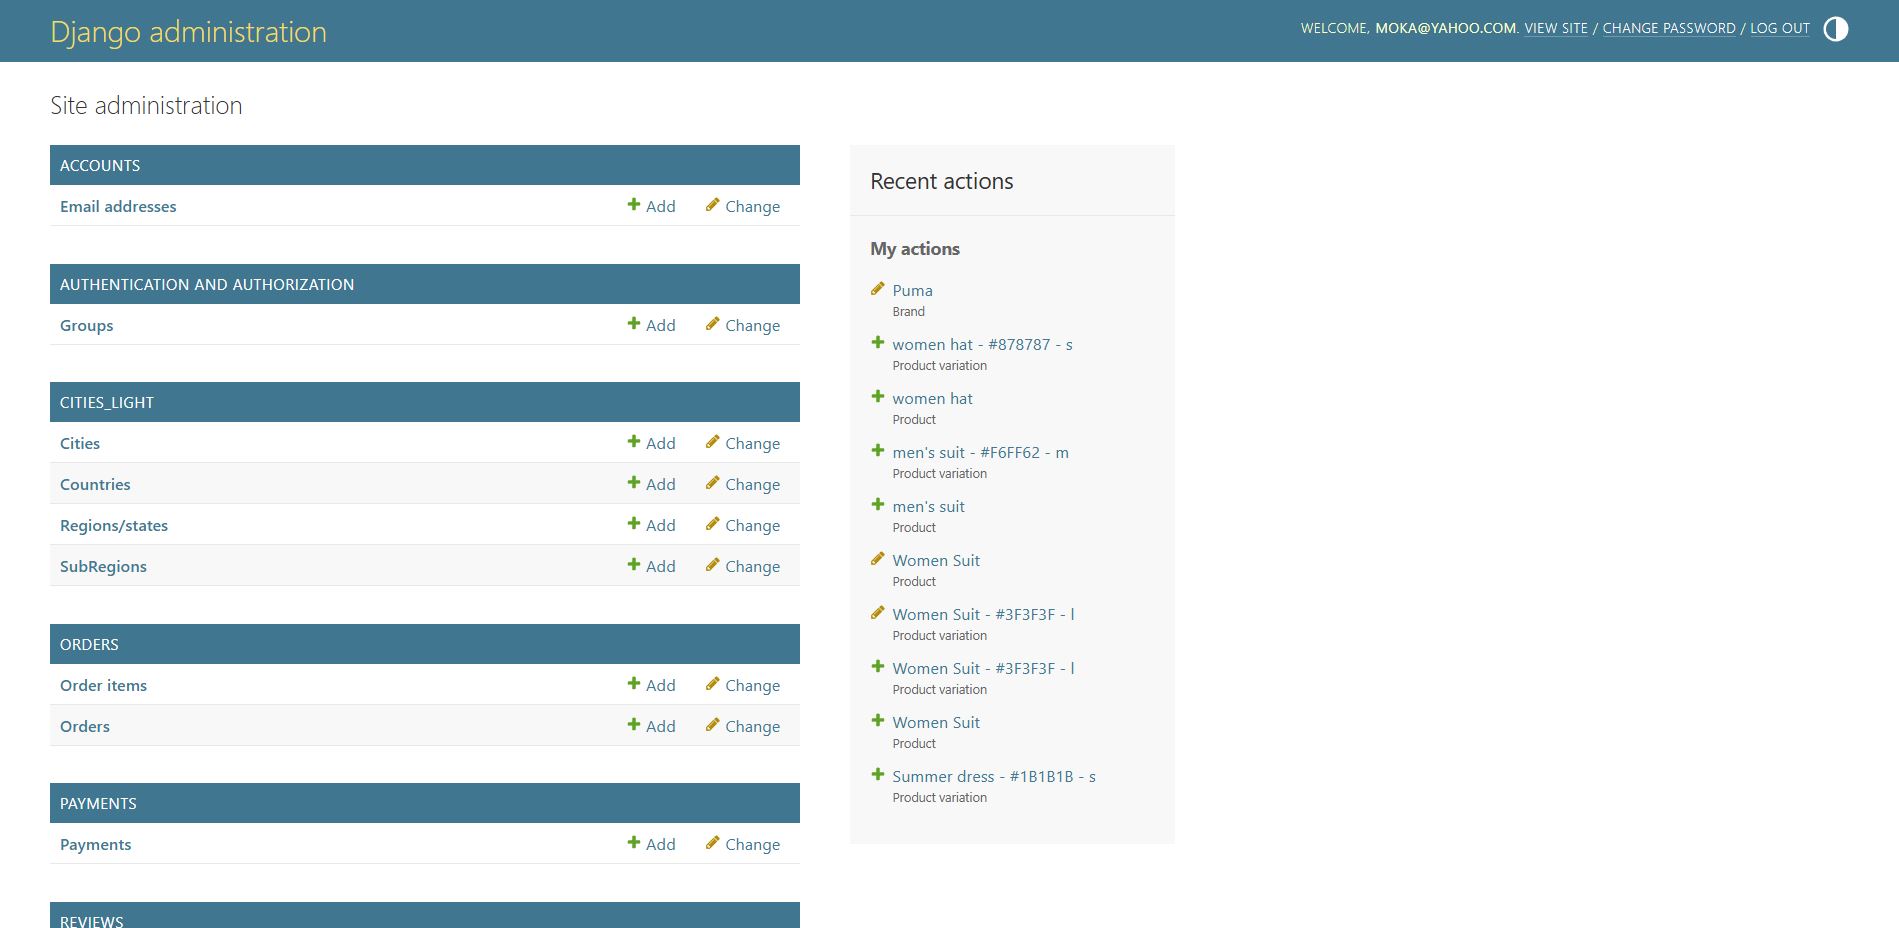 Django administration
WELCOME, MOKA@YAHOO.COM. VIEW SITE / CHANGE PASSWORD / LOG OUT
Site administration
ACCOUNTS
Email addresses Add Change
AUTHENTICATION AND AUTHORIZATION
Groups Add Change
CITIES_LIGHT
Cities Add Change
Countries Add Change
Regions/states Add Change
SubRegions Add Change
ORDERS
Order items Add Change
Orders Add Change
PAYMENTS
Payments Add Change
REVIEWS
Recent actions
My actions
Puma
Brand
women hat - #878787 - s
Product variation
women hat
Product
men's suit - #F6FF62 - m
Product variation
men's suit
Product
Women Suit
Product
Women Suit - #3F3F3F - l
Product variation
Women Suit - #3F3F3F - l
Product variation
Women Suit
Product
Summer dress - #1B1B1B - s
Product variation